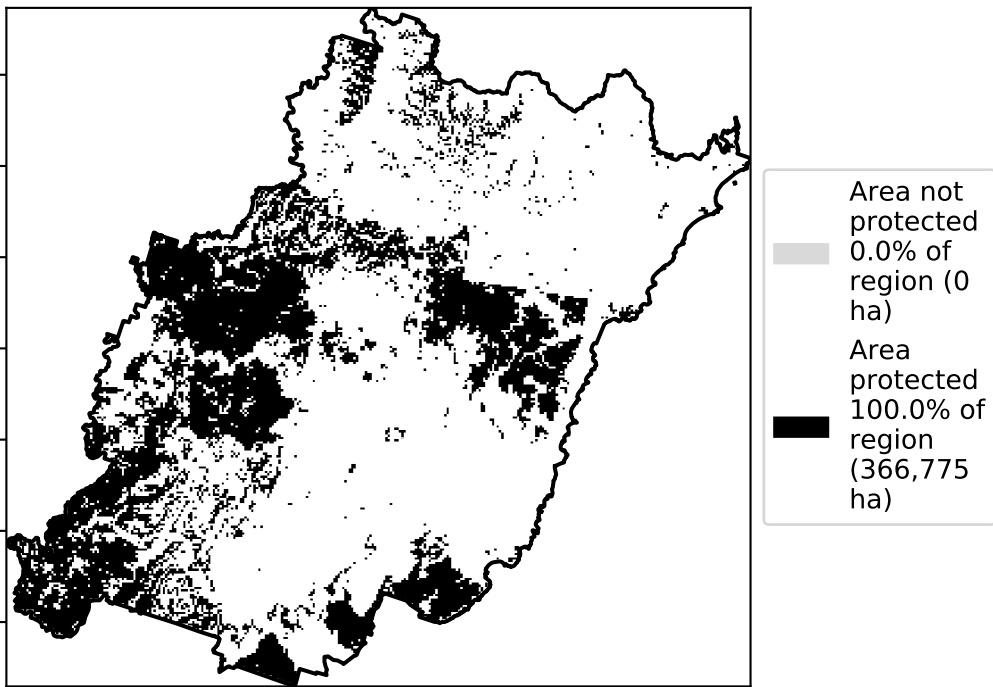 Area not
protected
0.0% of
region (0
ha)
Area
protected
100.0% of
region
(366,775
ha)